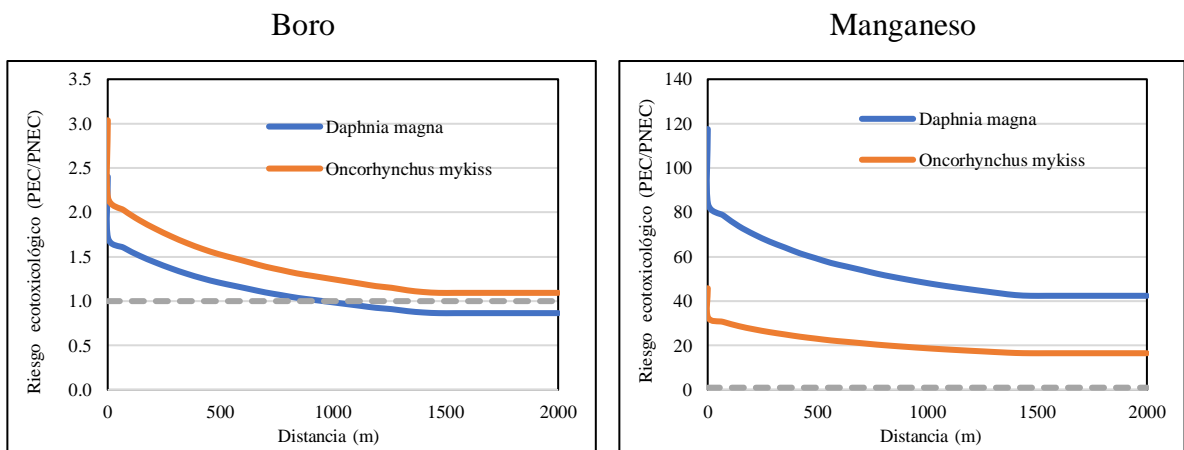 Boro
Riesgo ecotoxicológico (PEC/PNEC)
3.5
3.0
2.5
2.0
1.5
1.0
0.5
0.0
Daphnia magna
Oncorhynchus mykiss
0
500
1000
1500
2000
Distancia (m)
Manganeso
Riesgo ecotoxicológico (PEC/PNEC)
140
120
100
80
60
40
20
0
Daphnia magna
Oncorhynchus mykiss
0
500
1000
1500
2000
Distancia (m)